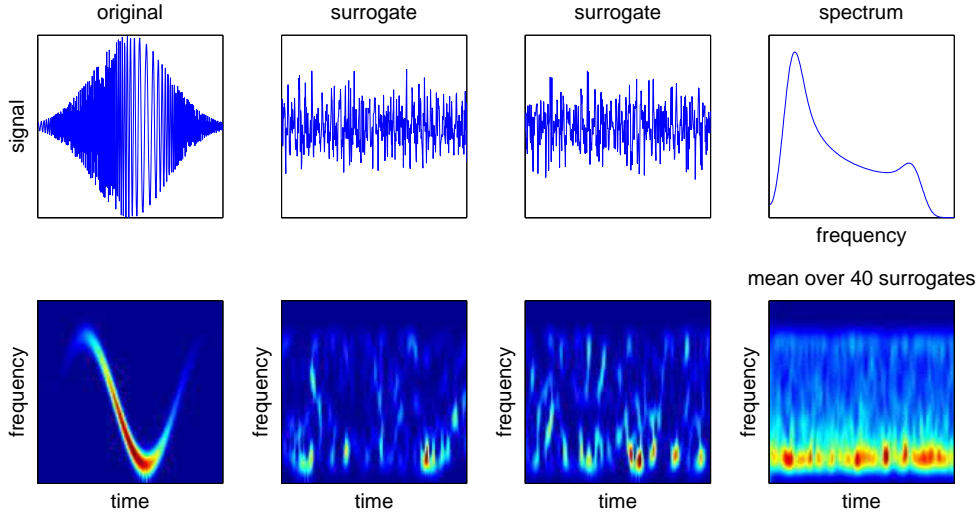 original
surrogate
surrogate
spectrum
signal
frequency
mean over 40 surrogates
frequency
frequency
frequency
frequency
time
time
time
time